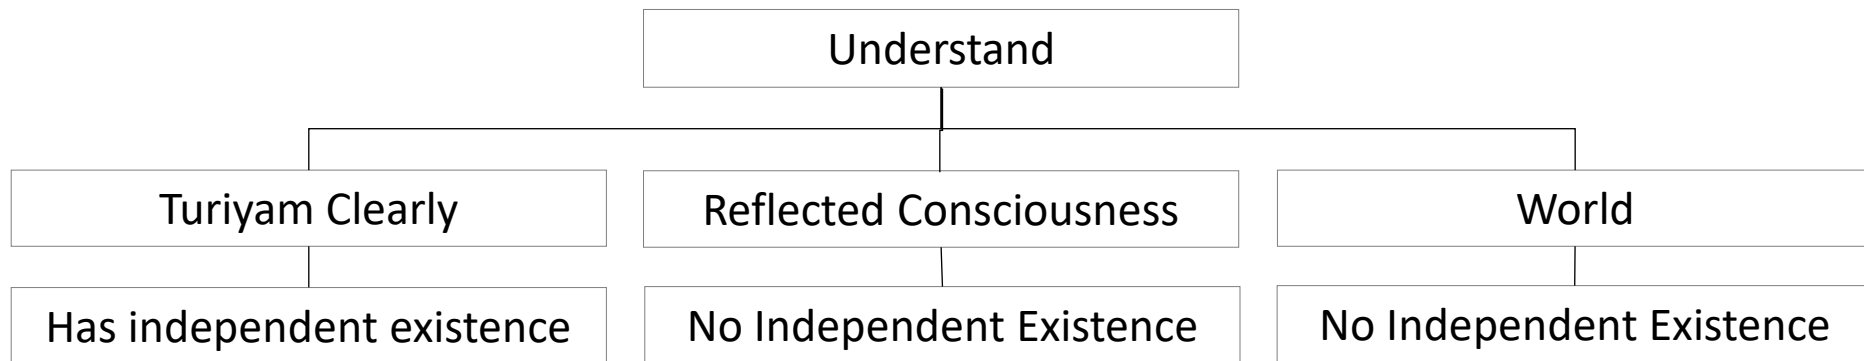 Understand
Turiyam Clearly
Reflected Consciousness
World
Has independent existence
No Independent Existence
No Independent Existence